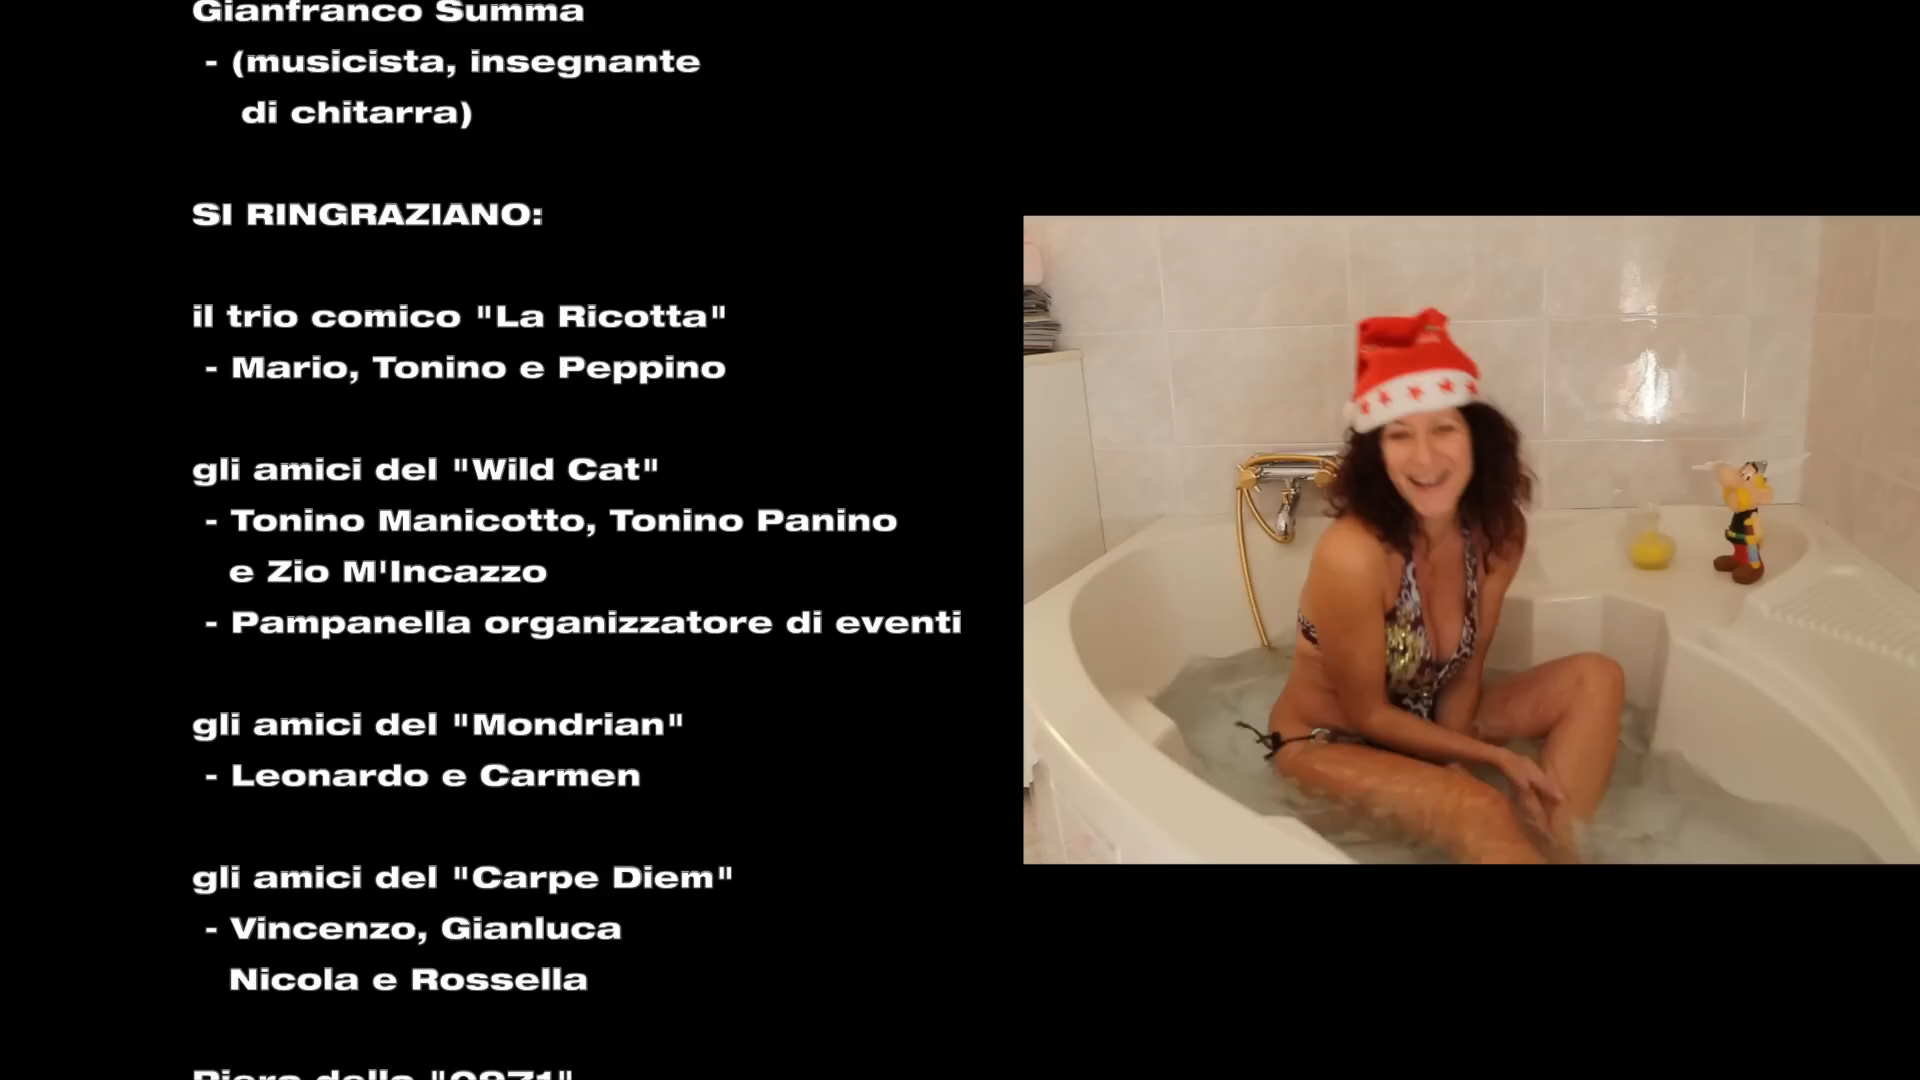 Gianfranco Summa
- (musicista, insegnante
di chitarra)
SI RINGRAZIANO:
il trio comico "La Ricotta"
- Mario, Tonino e Peppino
gli amici del "Wild Cat"
- Tonino Manicotto, Tonino Panino
e Zio M'Incazzo
- Pampanella organizzatore di eventi
gli amici del "Mondrian"
- Leonardo e Carmen
gli amici del "Carpe Diem"
- Vincenzo, Gianluca
Nicola e Rossella